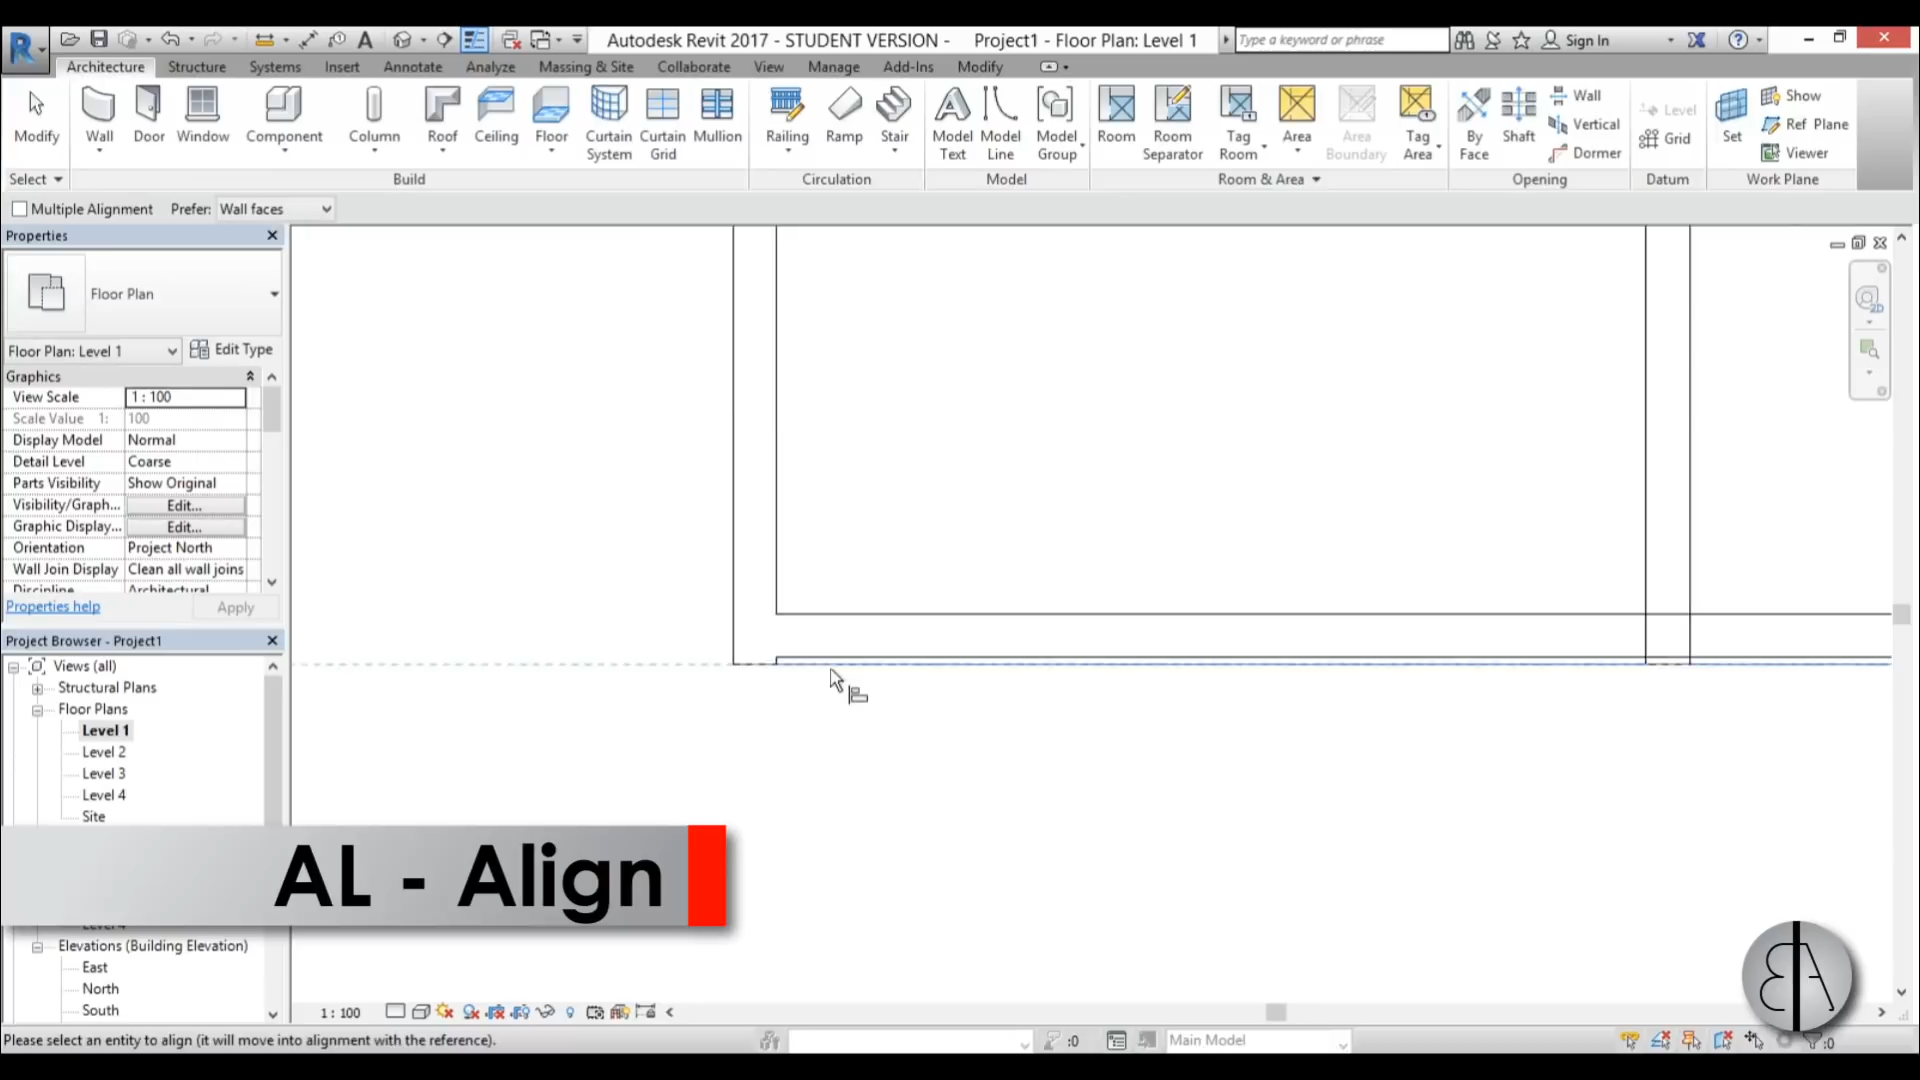 Autodesk Revit 2017 - STUDENT VERSION - Project1 - Floor Plan: Level 1
Type a keyword or phrase
Sign In
Architecture Structure Systems Insert Annotate Analyze Massing & Site Collaborate View Manage Add-Ins Modify
Modify Wall Door Window Component Column Roof Ceiling Floor Curtain System Curtain Grid Mullion Railing Ramp Stair Model Text Model Line Model Group Room Room Separator Tag Room Area Area Boundary Tag Area By Face Shaft Wall Vertical Dormer Level Grid Set Show Ref Plane Viewer
Select Build Circulation Model Room & Area Opening Datum Work Plane
Multiple Alignment Prefer: Wall faces
Properties
Floor Plan
Floor Plan: Level 1 Edit Type
Graphics
View Scale 1 : 100
Scale Value 1: 100
Display Model Normal
Detail Level Coarse
Parts Visibility Show Original
Visibility/Graph... Edit...
Graphic Display... Edit...
Orientation Project North
Wall Join Display Clean all wall joins
Discipline Architectural
Properties help Apply
Project Browser - Project1
Views (all)
Structural Plans
Floor Plans
Level 1
Level 2
Level 3
Level 4
Site
AL - Align
Elevations (Building Elevation)
East
North
South
2D
1 : 100
Please select an entity to align (it will move into alignment with the reference).
:0
Main Model
:0